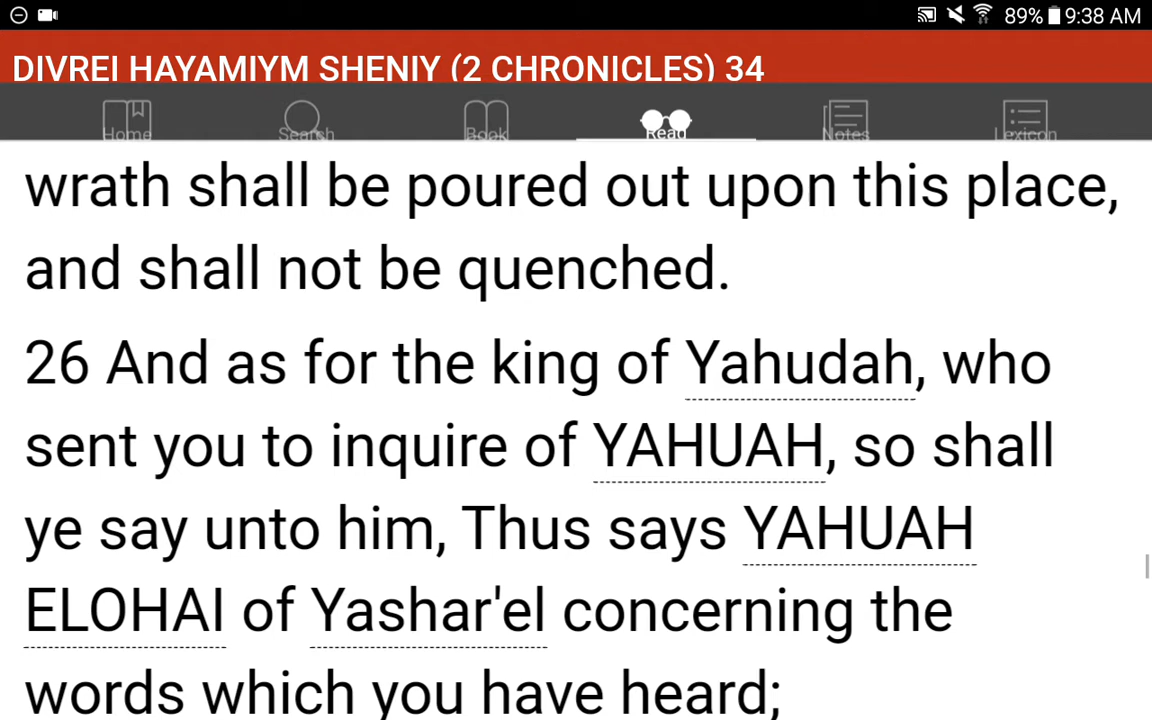 89% 9:38 AM
DIVREI HAYAMIYM SHENIY (2 CHRONICLES) 34
Home Search Book Read Notes Lexicon
wrath shall be poured out upon this place,
and shall not be quenched.
26 And as for the king of Yahudah, who
sent you to inquire of YAHUAH, so shall
ye say unto him, Thus says YAHUAH
ELOHAI of Yashar'el concerning the
words which you have heard;